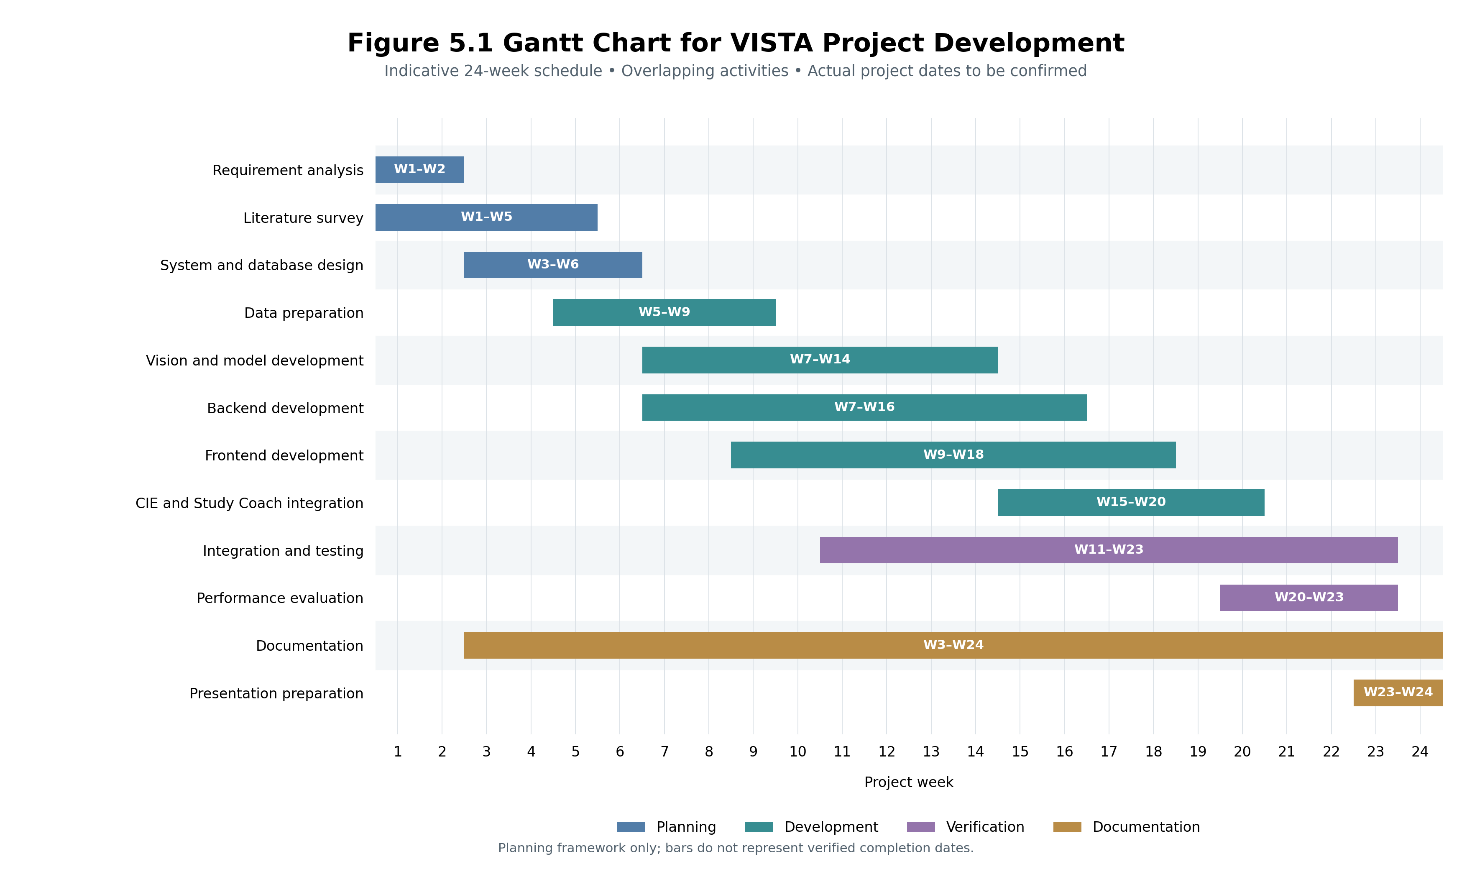 Figure 5.1 Gantt Chart for VISTA Project Development
Indicative 24-week schedule • Overlapping activities • Actual project dates to be confirmed
Requirement analysis W1–W2
Literature survey W1–W5
System and database design W3–W6
Data preparation W5–W9
Vision and model development W7–W14
Backend development W7–W16
Frontend development W9–W18
CIE and Study Coach integration W15–W20
Integration and testing W11–W23
Performance evaluation W20–W23
Documentation W3–W24
Presentation preparation W23–W24
1 2 3 4 5 6 7 8 9 10 11 12 13 14 15 16 17 18 19 20 21 22 23 24
Project week
Planning Development Verification Documentation
Planning framework only; bars do not represent verified completion dates.